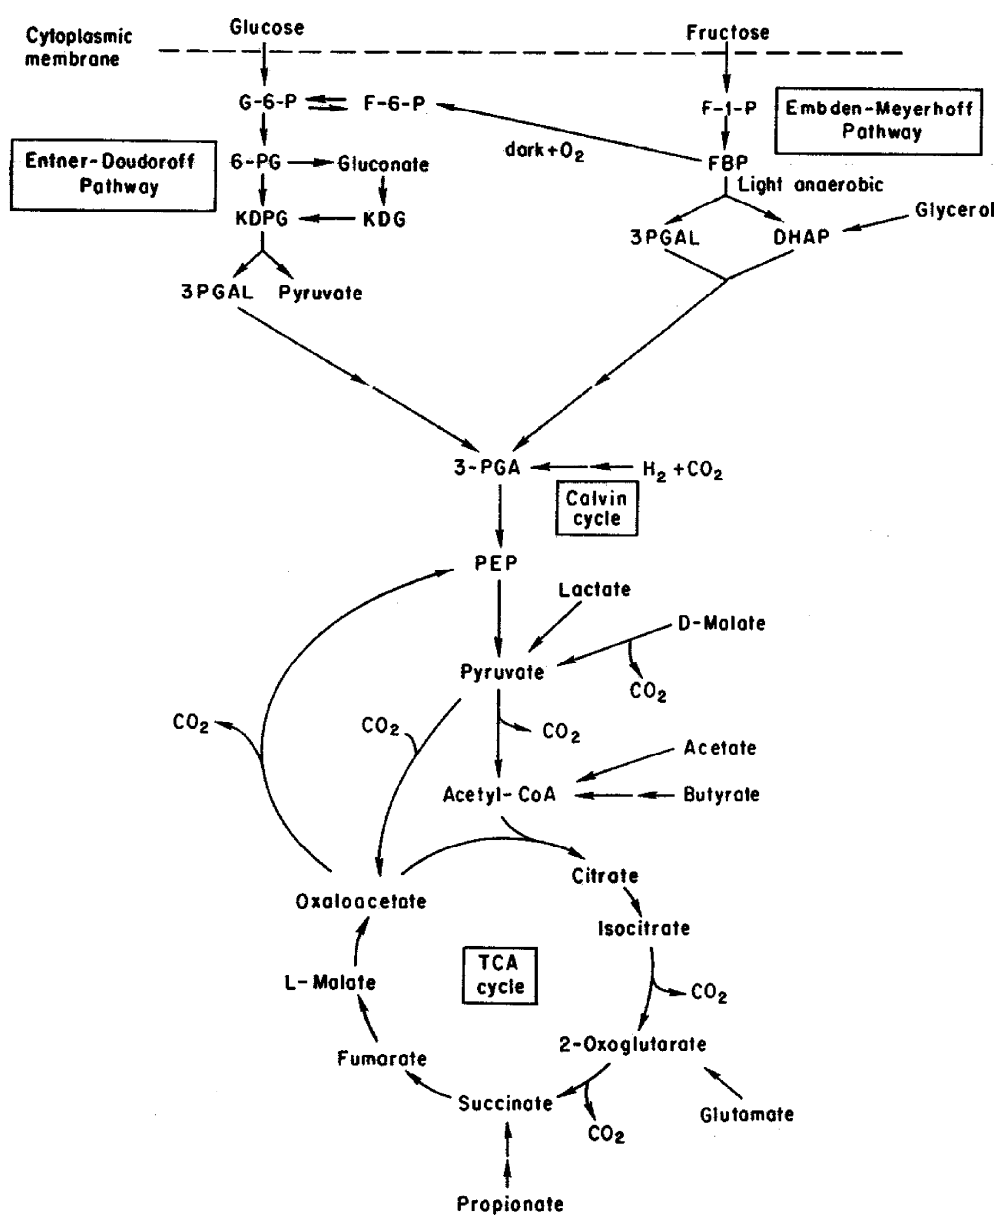 Glucose
Cytoplasmic
membrane
Fructose
G-6-P
F-6-P
F-1-P
Embden-Meyerhoff
Pathway
Entner-Doudoroff
Pathway
6-PG
Gluconate
dark+O2
FBP
Light anaerobic
KDPG
KDG
Glycerol
3PGAL
DHAP
3PGAL
Pyruvate
3-PGA
H2+CO2
Calvin
cycle
PEP
Lactate
D-Malate
Pyruvate
CO2
CO2
CO2
CO2
Acetate
Acetyl-CoA
Butyrate
Citrate
Oxaloacetate
Isocitrate
TCA
cycle
L-Malate
CO2
2-Oxoglutarate
Fumarate
Succinate
Glutamate
CO2
Propionate